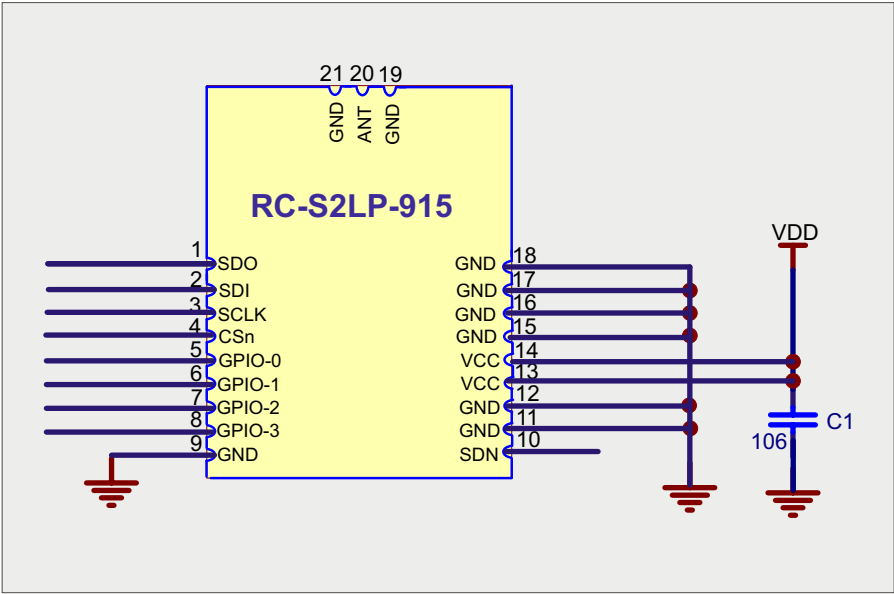 21 20 19
GND ANT GND
RC-S2LP-915
VDD
1 SDO
2 SDI
3 SCLK
4 CSn
5 GPIO-0
6 GPIO-1
7 GPIO-2
8 GPIO-3
9 GND
GND 18
GND 17
GND 16
GND 15
VCC 14
VCC 13
GND 12
GND 11
SDN 10
C1
106